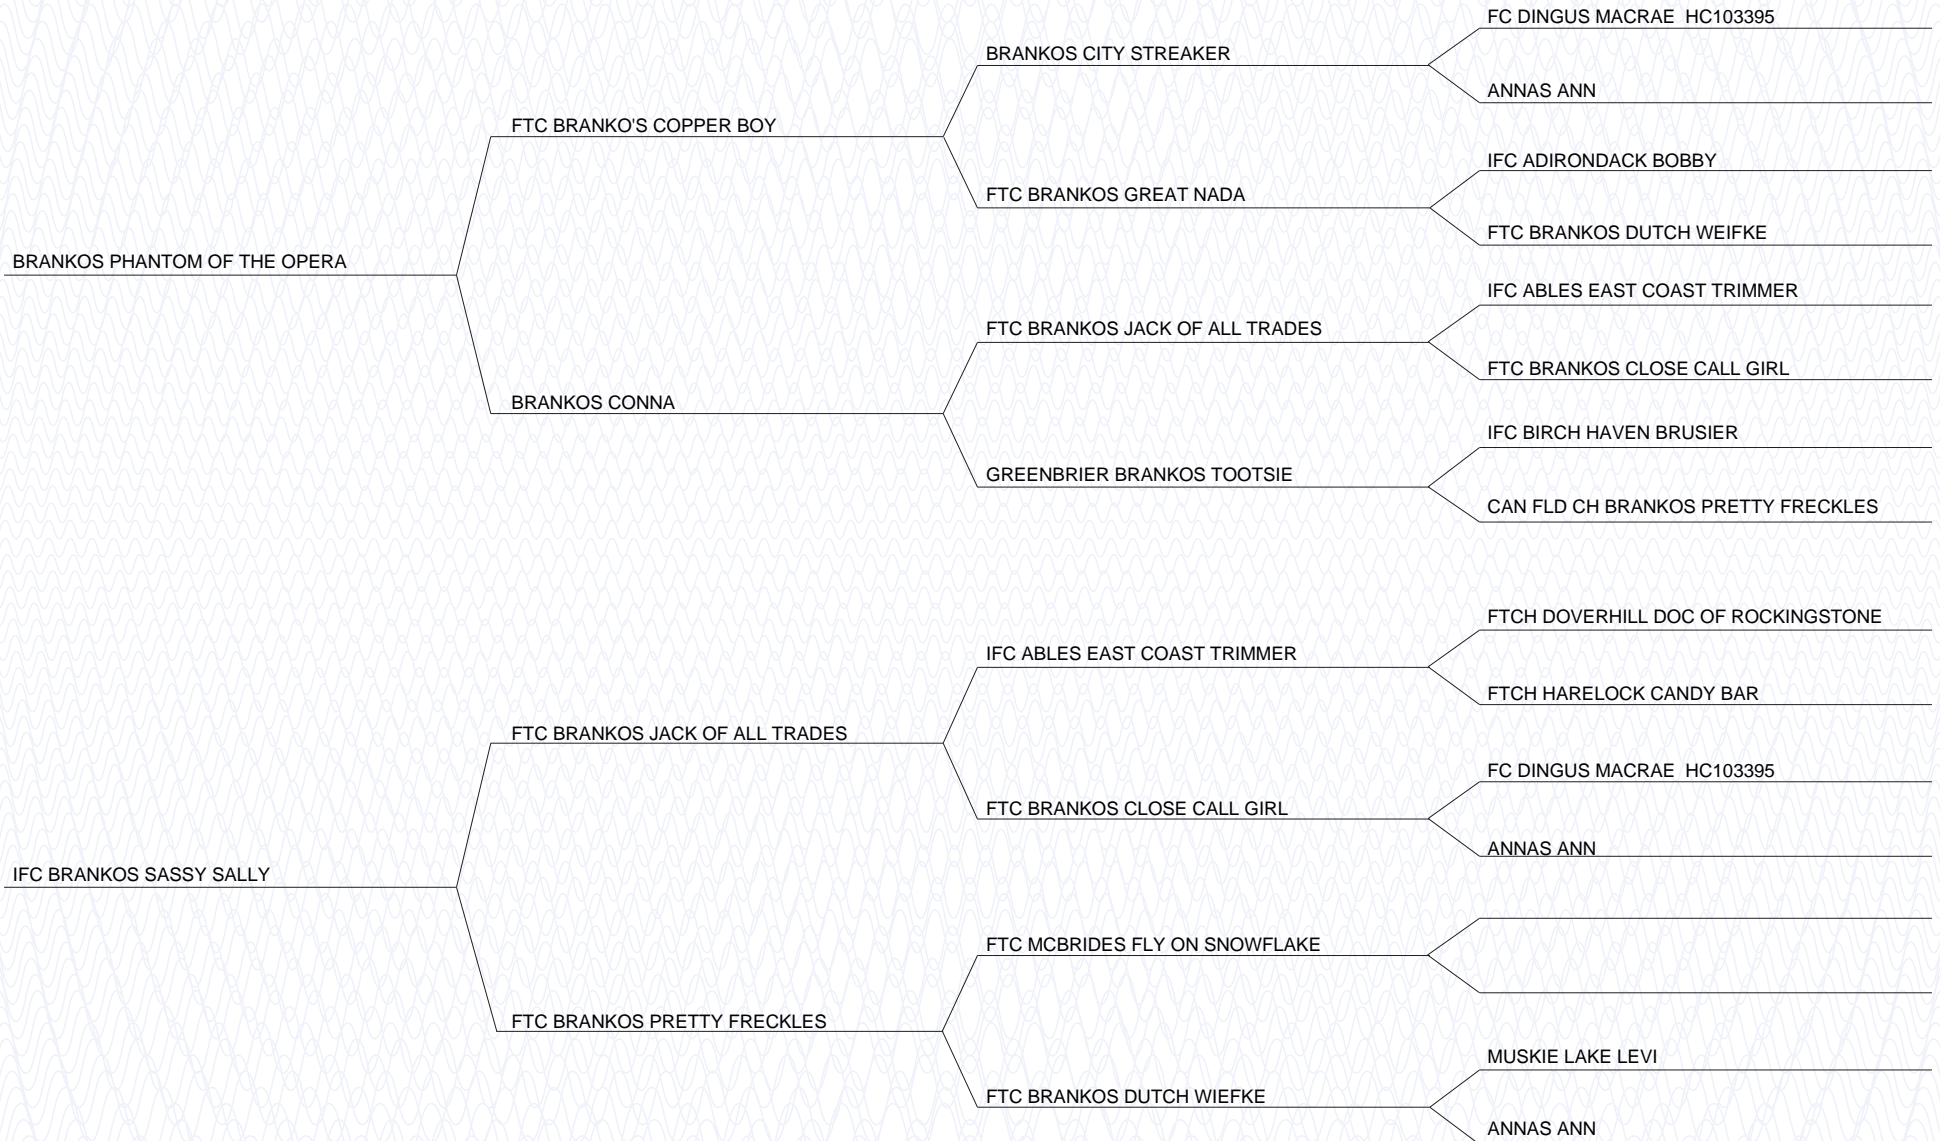 FC DINGUS MACRAE  HC103395
BRANKOS CITY STREAKER
ANNAS ANN
FTC BRANKO'S COPPER BOY
IFC ADIRONDACK BOBBY
FTC BRANKOS GREAT NADA
FTC BRANKOS DUTCH WEIFKE
BRANKOS PHANTOM OF THE OPERA
IFC ABLES EAST COAST TRIMMER
FTC BRANKOS JACK OF ALL TRADES
FTC BRANKOS CLOSE CALL GIRL
BRANKOS CONNA
IFC BIRCH HAVEN BRUSIER
GREENBRIER BRANKOS TOOTSIE
CAN FLD CH BRANKOS PRETTY FRECKLES
FTCH DOVERHILL DOC OF ROCKINGSTONE
IFC ABLES EAST COAST TRIMMER
FTCH HARELOCK CANDY BAR
FTC BRANKOS JACK OF ALL TRADES
FC DINGUS MACRAE  HC103395
FTC BRANKOS CLOSE CALL GIRL
ANNAS ANN
IFC BRANKOS SASSY SALLY
FTC MCBRIDES FLY ON SNOWFLAKE
FTC BRANKOS PRETTY FRECKLES
MUSKIE LAKE LEVI
FTC BRANKOS DUTCH WIEFKE
ANNAS ANN